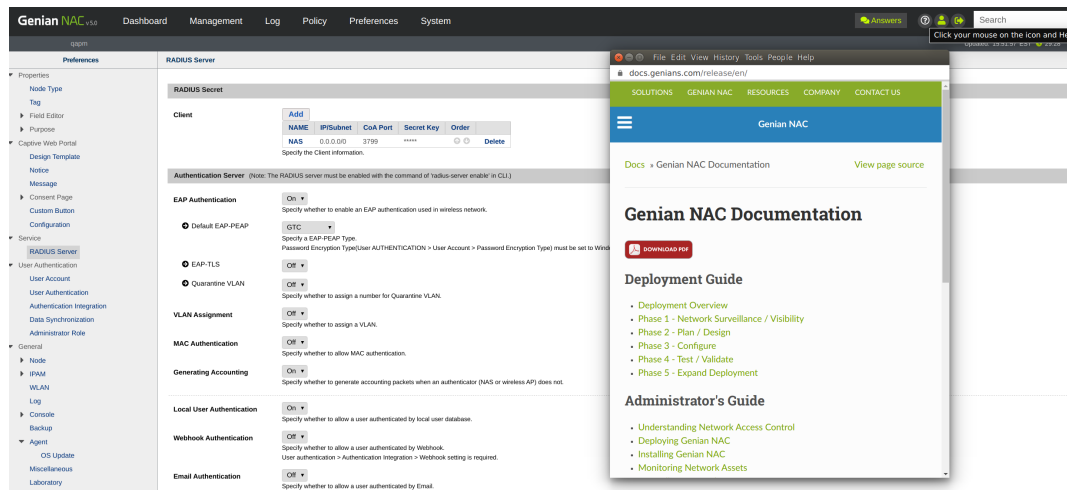 Genian NAC v 5.0
Dashboard Management Log Policy Preferences System
Answers
Search
Click your mouse on the icon and He
qapm
Preferences
Properties
Node Type
Tag
Field Editor
Purpose
Captive Web Portal
Design Template
Notice
Message
Consent Page
Custom Button
Configuration
Service
RADIUS Server
User Authentication
User Account
User Authentication
Authentication Integration
Data Synchronization
Administrator Role
General
Node
IPAM
WLAN
Log
Console
Backup
Agent
OS Update
Miscellaneous
Laboratory
RADIUS Server
RADIUS Secret
Client
Add
NAME IP/Subnet CoA Port Secret Key Order
NAS 0.0.0.0/0 3799 ***** Delete
Specify the Client information.
Authentication Server (Note: The RADIUS server must be enabled with the command of 'radius-server enable' in CLI.)
EAP Authentication On
Specify whether to enable an EAP authentication used in wireless network.
Default EAP-PEAP GTC
Specify a EAP-PEAP Type.
Password Encryption Type(User AUTHENTICATION > User Account > Password Encryption Type) must be set to Wind
EAP-TLS Off
Quarantine VLAN Off
Specify whether to assign a number for Quarantine VLAN.
VLAN Assignment Off
Specify whether to assign a VLAN.
MAC Authentication Off
Specify whether to allow MAC authentication.
Generating Accounting On
Specify whether to generate accounting packets when an authenticator (NAS or wireless AP) does not.
Local User Authentication On
Specify whether to allow a user authenticated by local user database.
Webhook Authentication Off
Specify whether to allow a user authenticated by Webhook.
User authentication > Authentication Integration > Webhook setting is required.
Email Authentication Off
Specify whether to allow a user authenticated by Email.
File Edit View History Tools People Help
docs.genians.com/release/en/
SOLUTIONS GENIAN NAC RESOURCES COMPANY CONTACT US
Genian NAC
Docs » Genian NAC Documentation View page source
Genian NAC Documentation
DOWNLOAD PDF
Deployment Guide
• Deployment Overview
• Phase 1 - Network Surveillance / Visibility
• Phase 2 - Plan / Design
• Phase 3 - Configure
• Phase 4 - Test / Validate
• Phase 5 - Expand Deployment
Administrator's Guide
• Understanding Network Access Control
• Deploying Genian NAC
• Installing Genian NAC
• Monitoring Network Assets